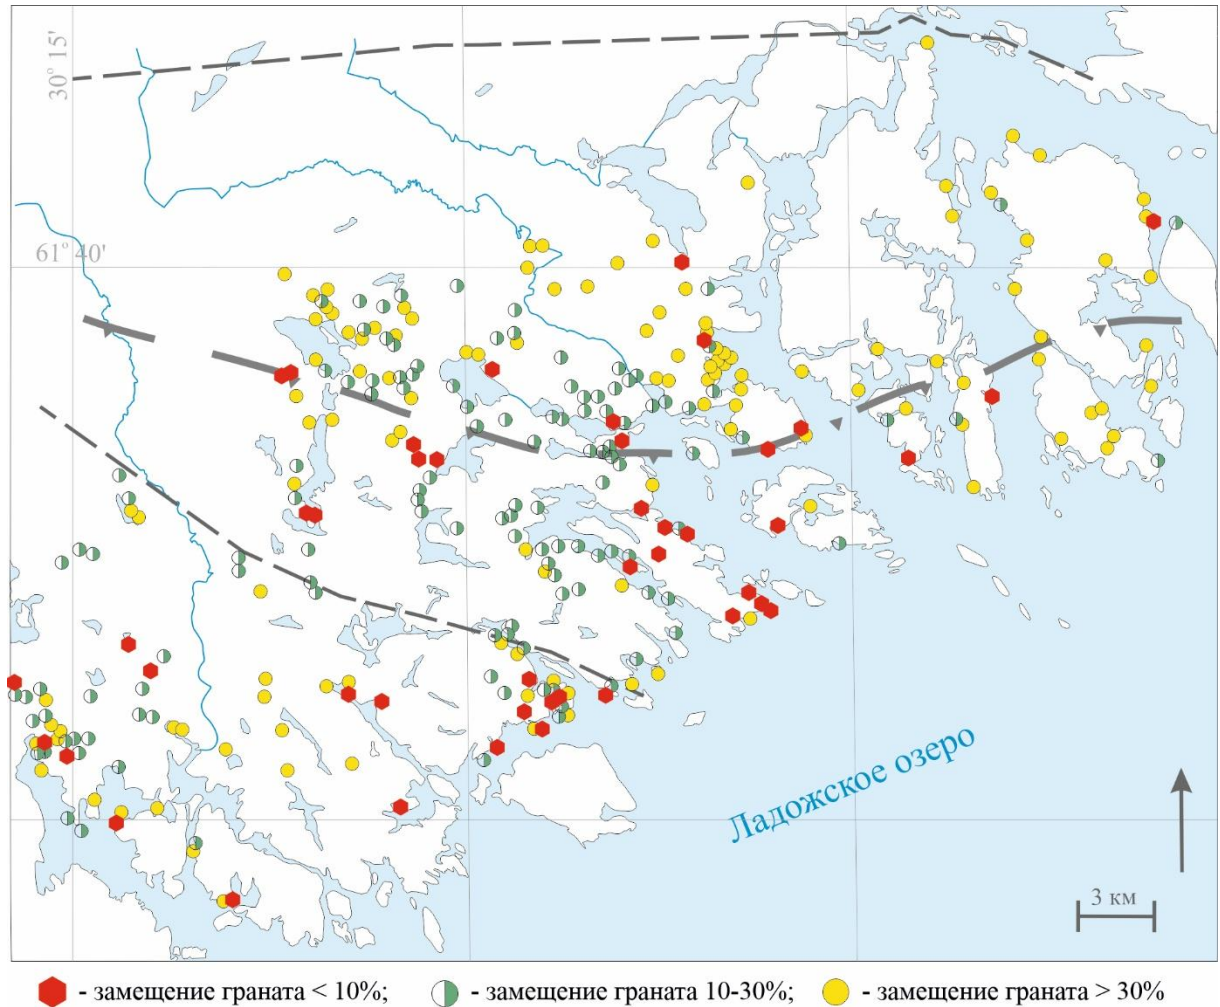 30° 15'
61° 40'
Ладожское озеро
3 км
- замещение граната < 10%; - замещение граната 10-30%; - замещение граната > 30%